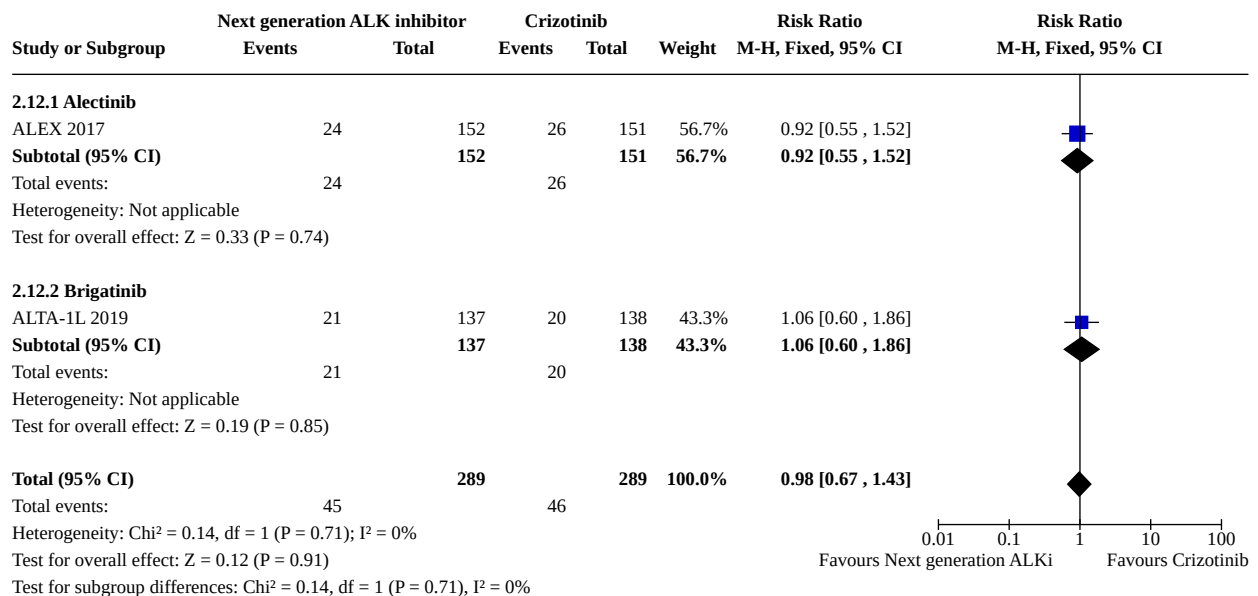 Next generation ALK inhibitor Crizotinib Risk Ratio Risk Ratio
Study or Subgroup Events Total Events Total Weight M-H, Fixed, 95% CI M-H, Fixed, 95% CI
2.12.1 Alectinib
ALEX 2017 24 152 26 151 56.7% 0.92 [0.55 , 1.52]
Subtotal (95% CI) 152 151 56.7% 0.92 [0.55 , 1.52]
Total events: 24 26
Heterogeneity: Not applicable
Test for overall effect: Z = 0.33 (P = 0.74)
2.12.2 Brigatinib
ALTA-1L 2019 21 137 20 138 43.3% 1.06 [0.60 , 1.86]
Subtotal (95% CI) 137 138 43.3% 1.06 [0.60 , 1.86]
Total events: 21 20
Heterogeneity: Not applicable
Test for overall effect: Z = 0.19 (P = 0.85)
Total (95% CI) 289 289 100.0% 0.98 [0.67 , 1.43]
Total events: 45 46
Heterogeneity: Chi² = 0.14, df = 1 (P = 0.71); I² = 0%
0.01 0.1 1 10 100
Test for overall effect: Z = 0.12 (P = 0.91) Favours Next generation ALKi Favours Crizotinib
Test for subgroup differences: Chi² = 0.14, df = 1 (P = 0.71), I² = 0%